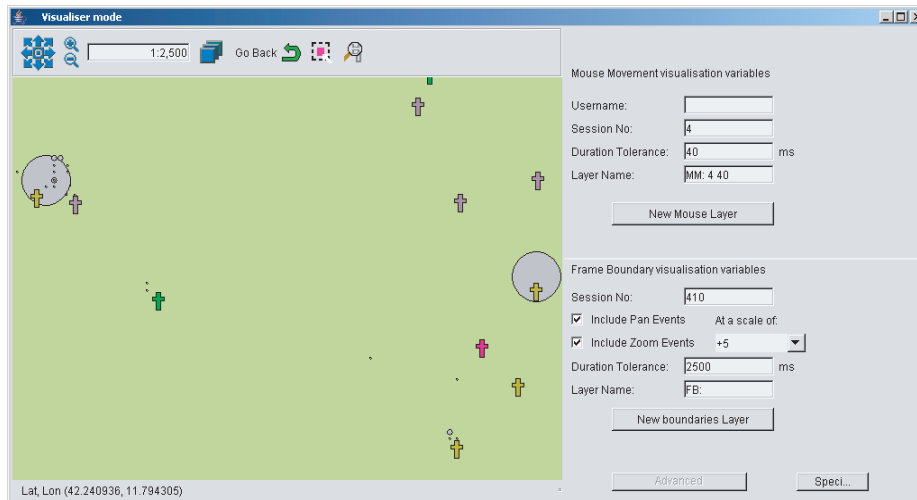 Visualiser mode
1:2,500
Go Back
Mouse Movement visualisation variables
Username:
Session No: 4
Duration Tolerance: 40 ms
Layer Name: MM: 4 40
New Mouse Layer
Frame Boundary visualisation variables
Session No: 410
Include Pan Events At a scale of:
Include Zoom Events +5
Duration Tolerance: 2500 ms
Layer Name: FB:
New boundaries Layer
Advanced Speci...
Lat, Lon (42.240936, 11.794305)